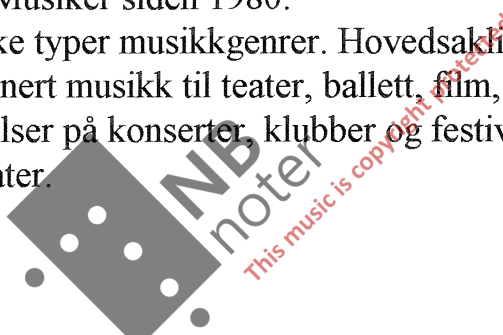 Musiker siden 1980.
ke typer musikkgenrer. Hovedsakli
nert musikk til teater, ballett, film,
lser på konserter, klubber og festiv
ater.
NB
noter
This music is copyright protected